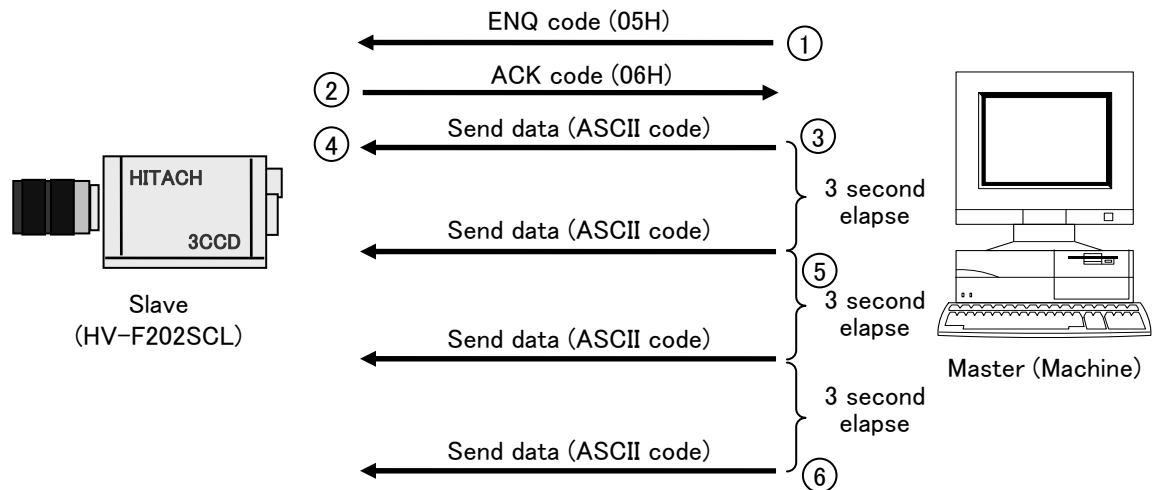 ENQ code (05H)
①
ACK code (06H)
②
Send data (ASCII code)
③
④
HITACH
3CCD
3 second
elapse
Send data (ASCII code)
⑤
Slave
(HV-F202SCL)
3 second
elapse
Send data (ASCII code)
Master (Machine)
3 second
elapse
Send data (ASCII code)
⑥